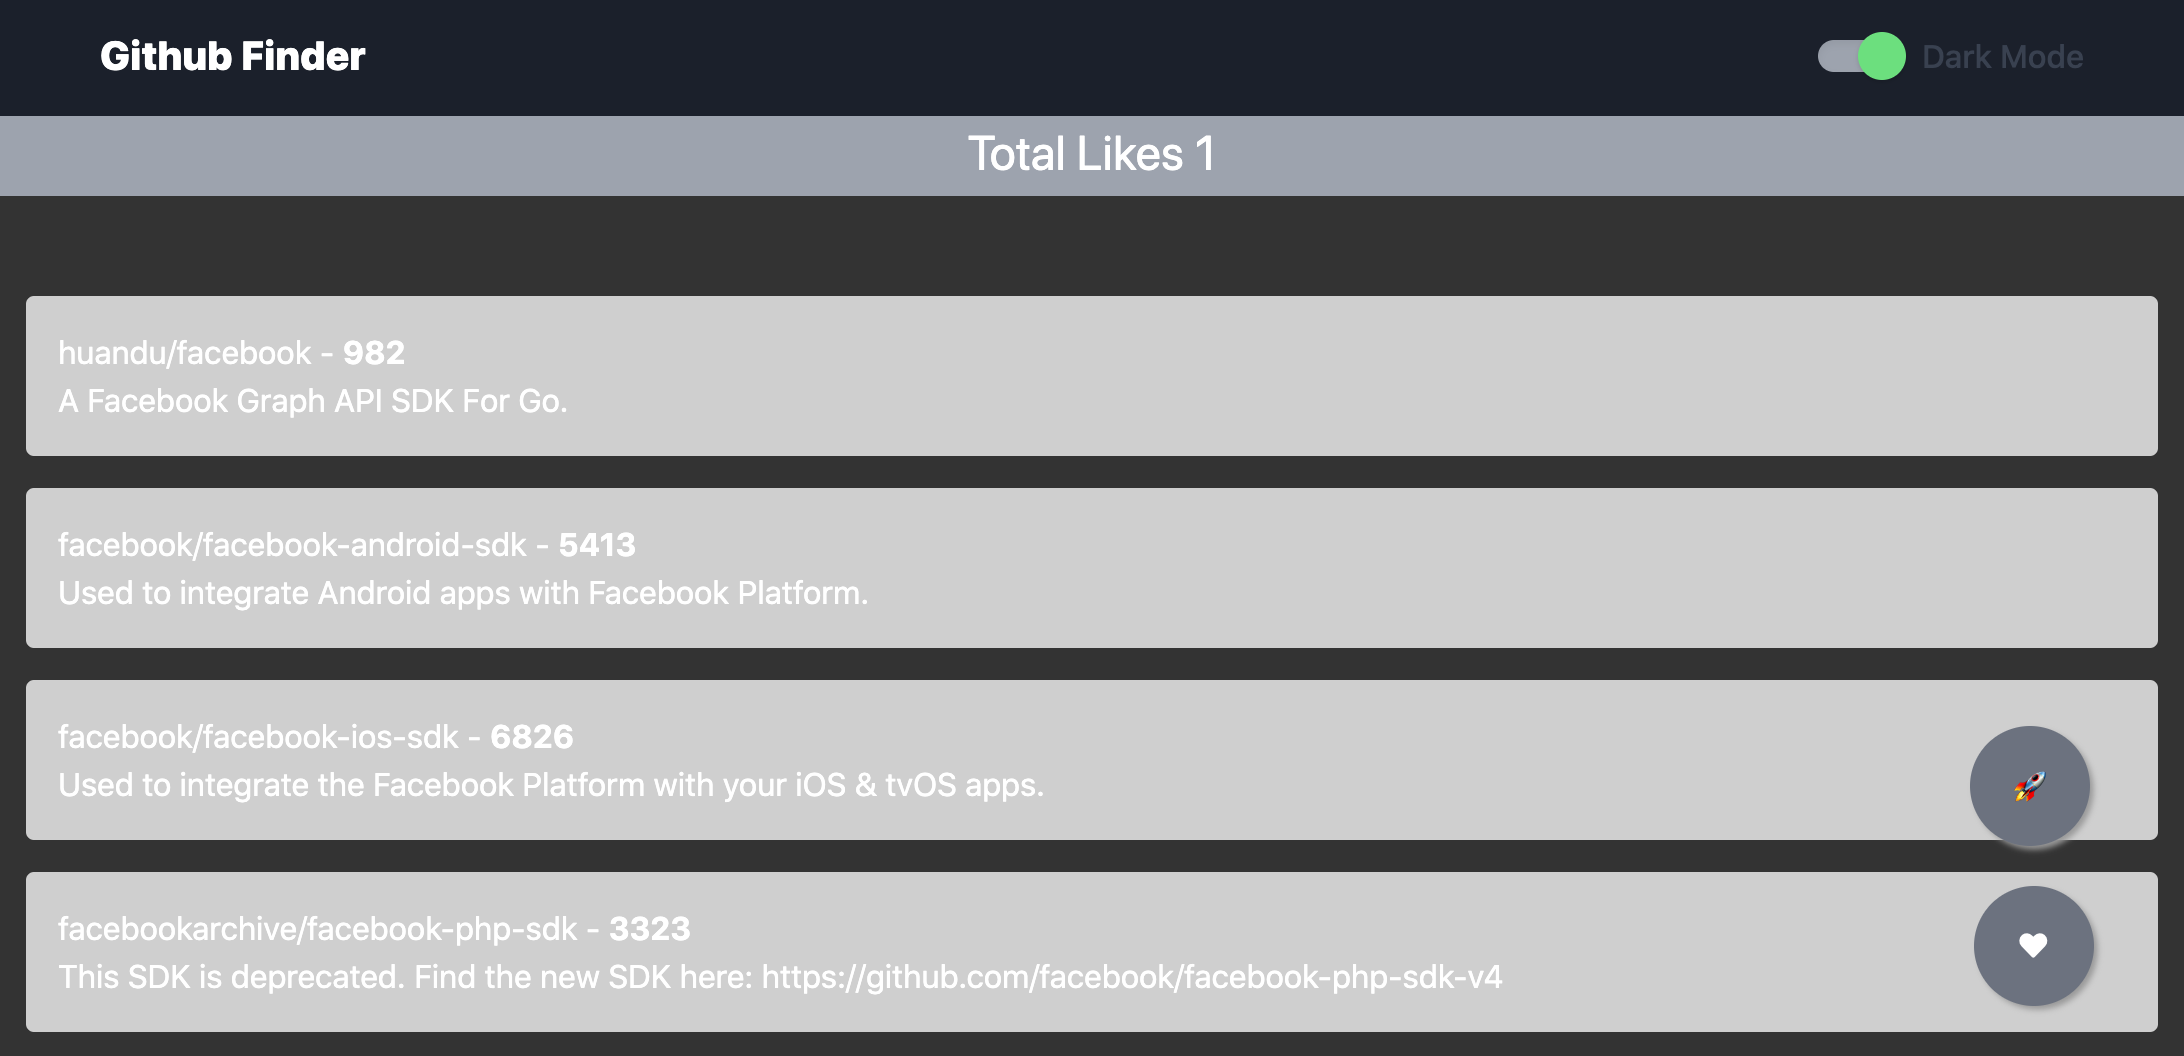 Github Finder
Dark Mode
Total Likes 1
huandu/facebook - 982
A Facebook Graph API SDK For Go.
facebook/facebook-android-sdk - 5413
Used to integrate Android apps with Facebook Platform.
facebook/facebook-ios-sdk - 6826
Used to integrate the Facebook Platform with your iOS & tvOS apps.
facebookarchive/facebook-php-sdk - 3323
This SDK is deprecated. Find the new SDK here: https://github.com/facebook/facebook-php-sdk-v4